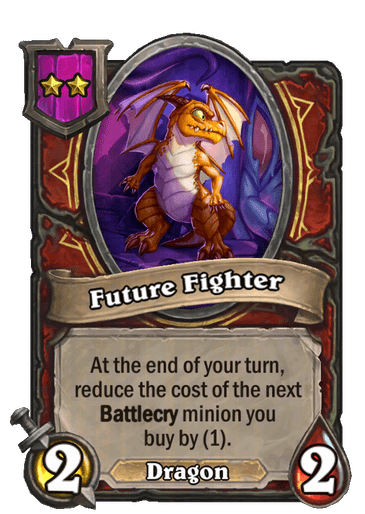 Future Fighter
At the end of your turn,
reduce the cost of the next
Battlecry minion you
buy by (1).
2
Dragon
2